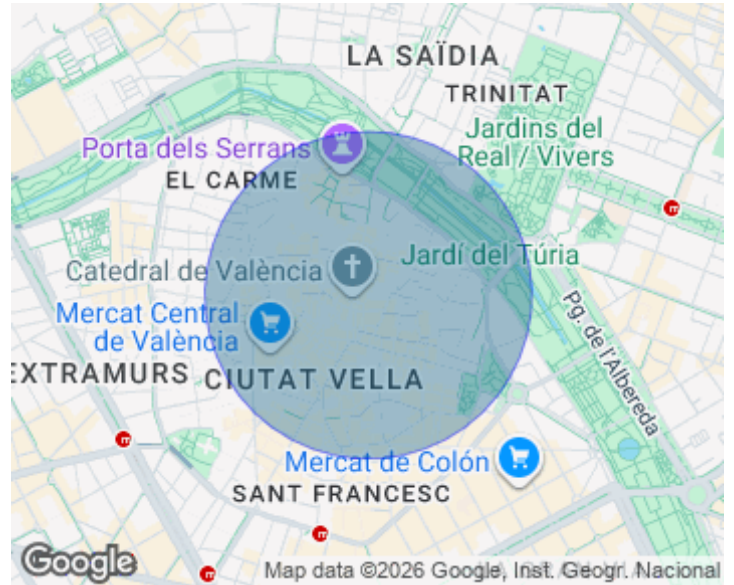 LA SAÏDIA
TRINITAT
Jardins del
Real / Vivers
Porta dels Serrans
EL CARME
Jardí del Túria
Catedral de València
Mercat Central
de València
Pg. de l'Albereda
EXTRAMURS
CIUTAT VELLA
Mercat de Colón
SANT FRANCESC
Google
Map data ©2026 Google, Inst. Geogr. Nacional